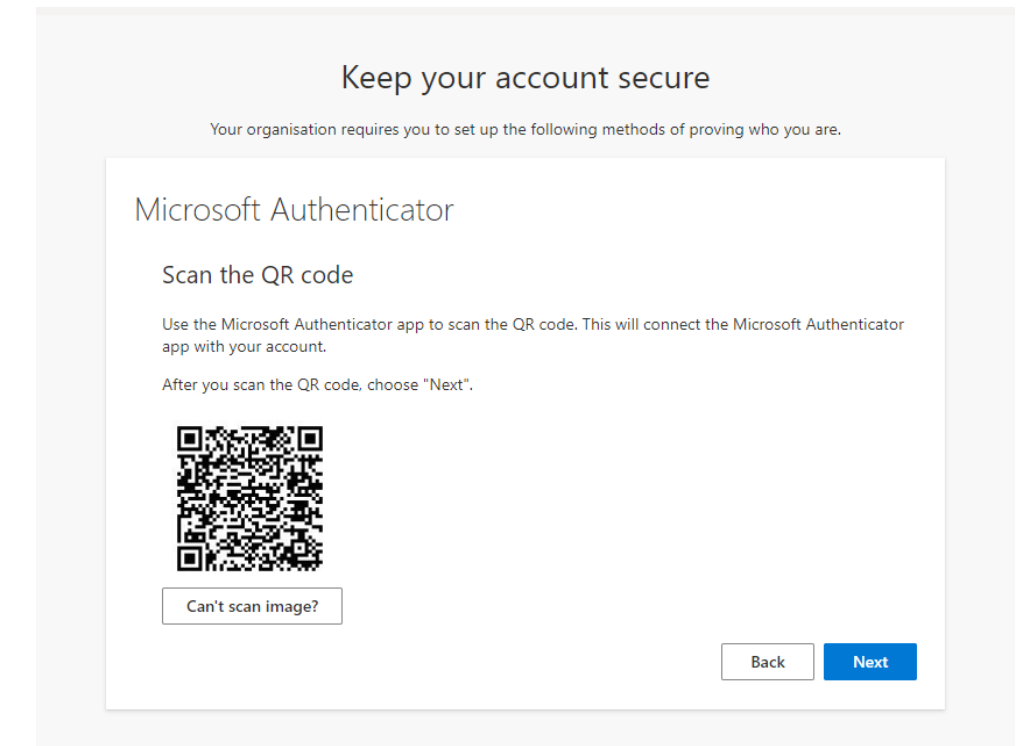 Keep your account secure
Your organisation requires you to set up the following methods of proving who you are.
Microsoft Authenticator
Scan the QR code
Use the Microsoft Authenticator app to scan the QR code. This will connect the Microsoft Authenticator
app with your account.
After you scan the QR code, choose "Next".
Can't scan image?
Back
Next